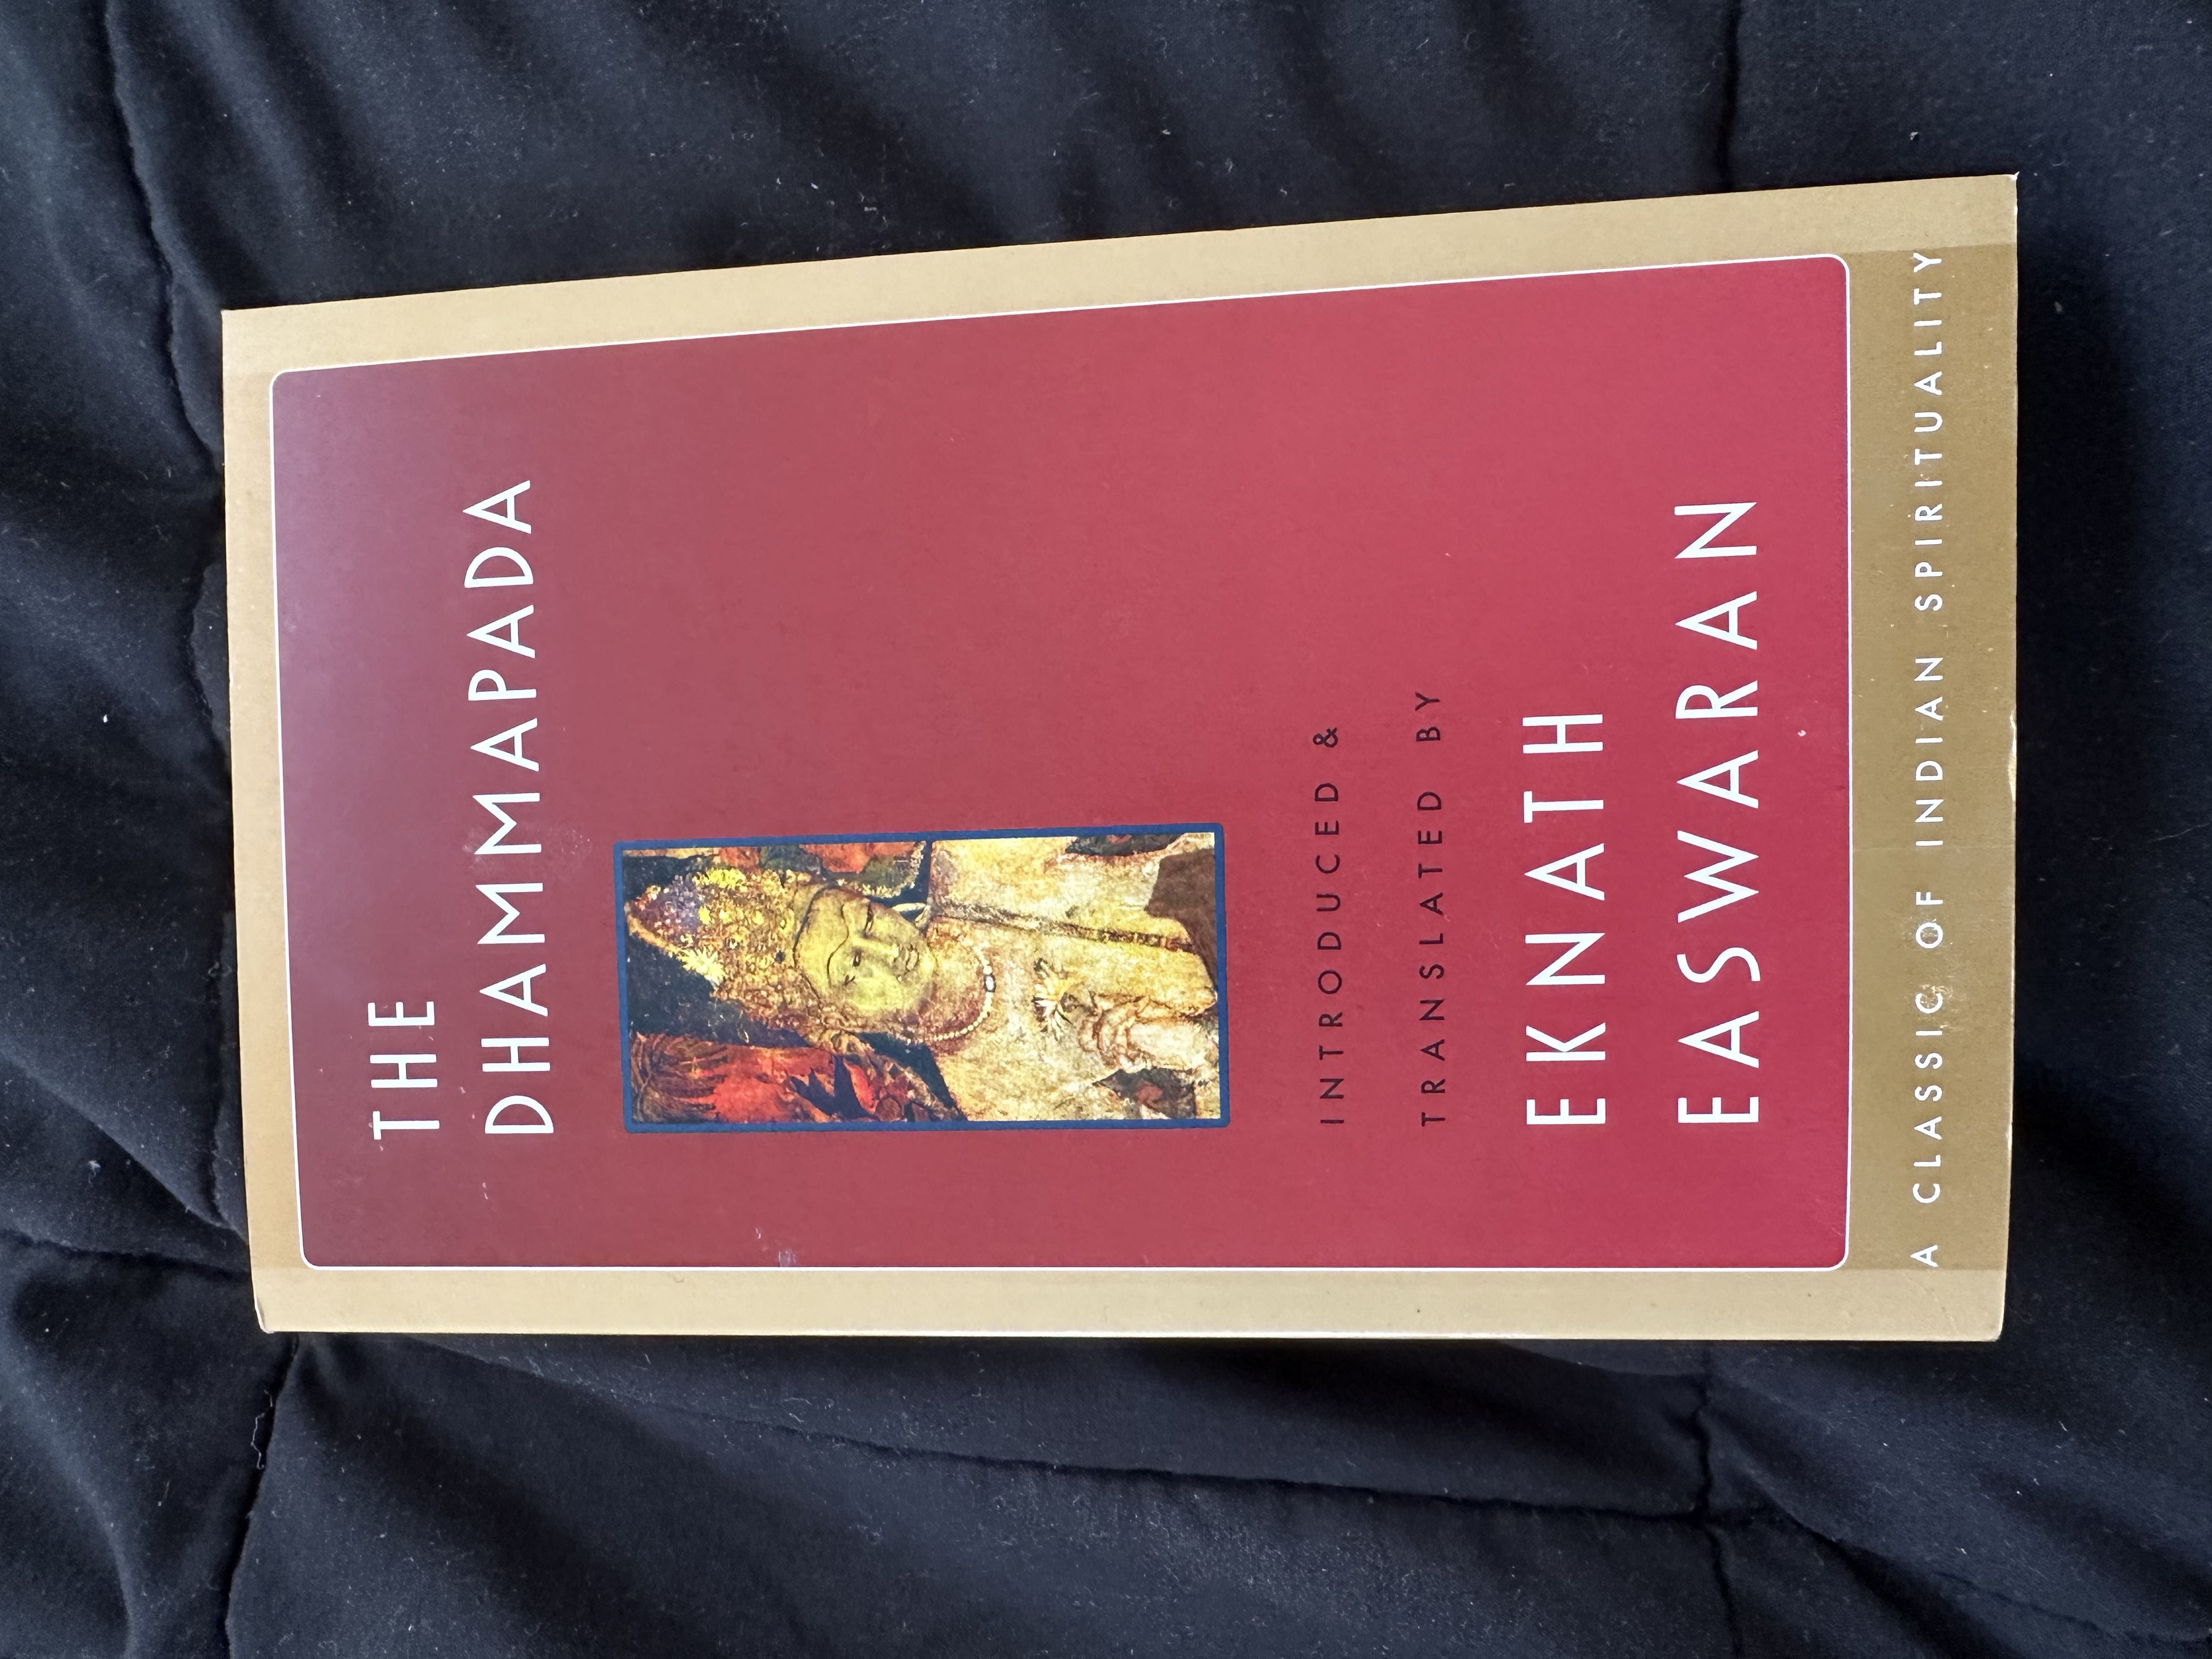 THE
DHAMMAPADA
INTRODUCED &
TRANSLATED BY
EKNATH
EASWARAN
A CLASSIC OF INDIAN SPIRITUALITY